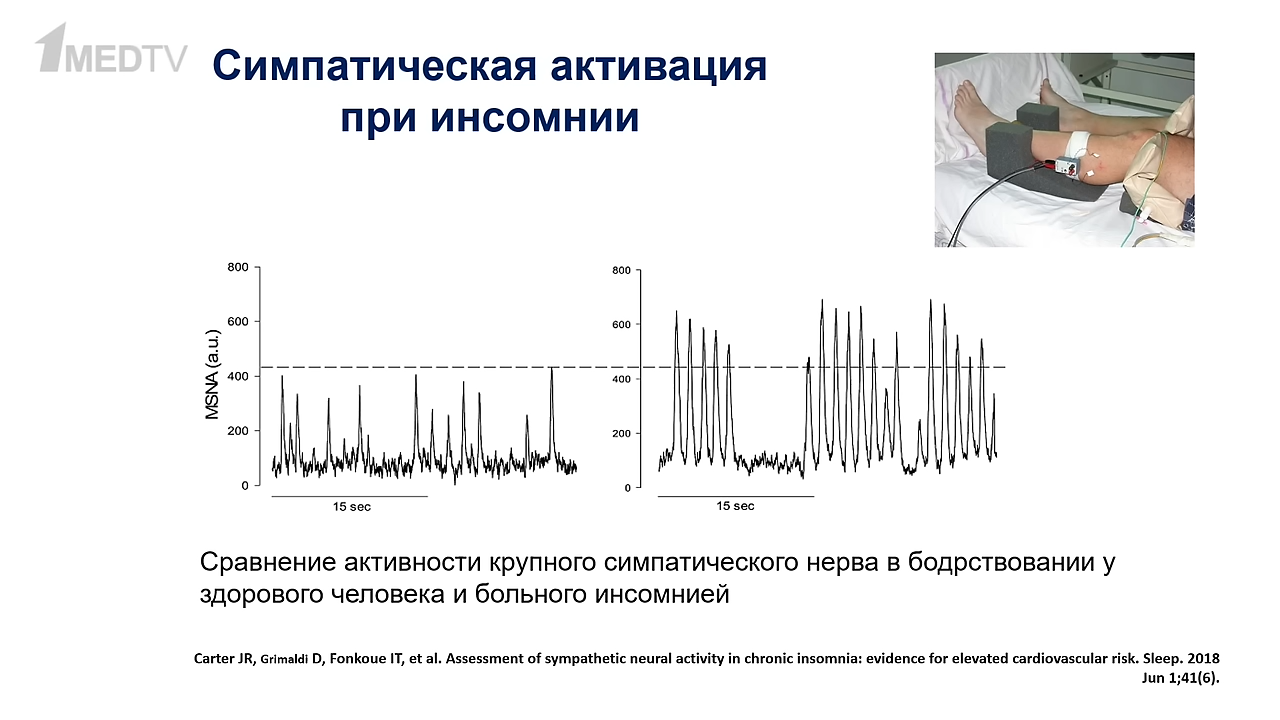 1MEDTV
Симпатическая активация
при инсомнии
800
600
400
200
0
MSNA (a.u.)
15 sec
800
600
400
200
0
15 sec
Сравнение активности крупного симпатического нерва в бодрствовании у
здорового человека и больного инсомнией
Carter JR, Grimaldi D, Fonkoue IT, et al. Assessment of sympathetic neural activity in chronic insomnia: evidence for elevated cardiovascular risk. Sleep. 2018
Jun 1;41(6).